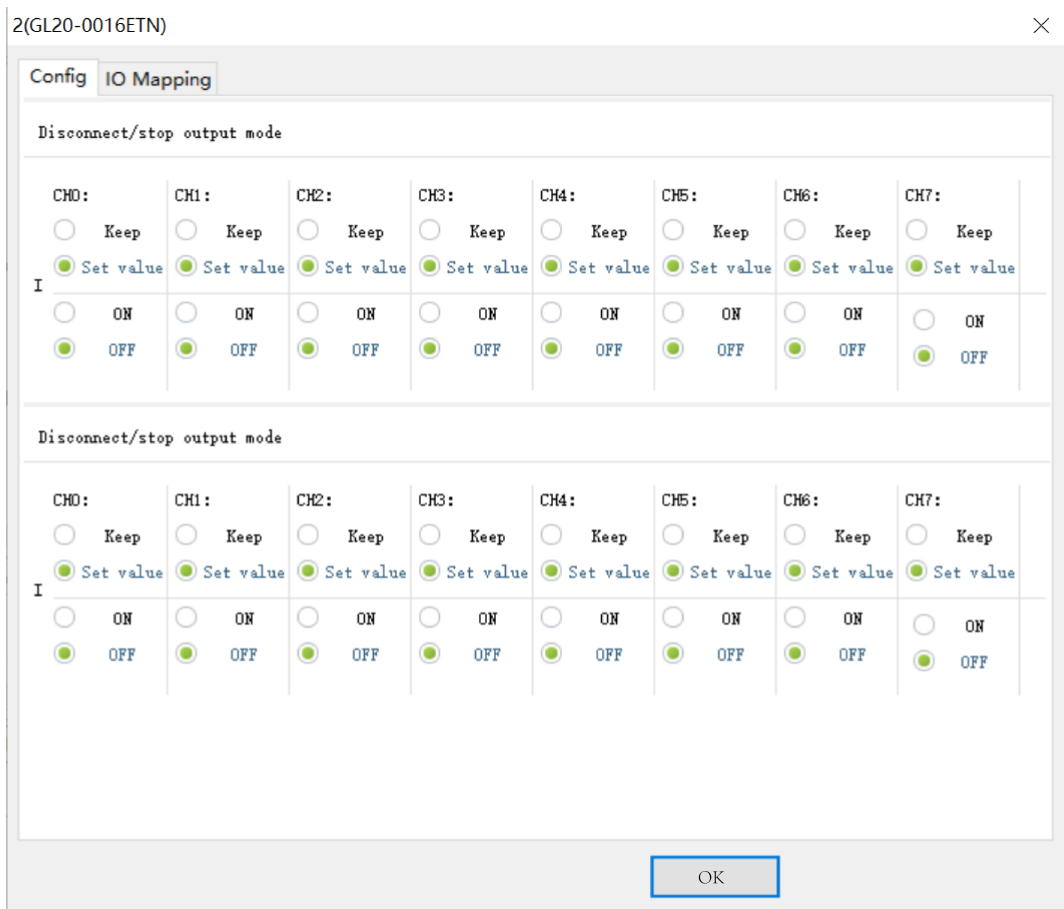 2(GL20-0016ETN)
Config IO Mapping
Disconnect/stop output mode
CH0: CH1: CH2: CH3: CH4: CH5: CH6: CH7:
Keep Keep Keep Keep Keep Keep Keep Keep
Set value Set value Set value Set value Set value Set value Set value Set value
I
ON ON ON ON ON ON ON ON
OFF OFF OFF OFF OFF OFF OFF OFF
Disconnect/stop output mode
CH0: CH1: CH2: CH3: CH4: CH5: CH6: CH7:
Keep Keep Keep Keep Keep Keep Keep Keep
Set value Set value Set value Set value Set value Set value Set value Set value
I
ON ON ON ON ON ON ON ON
OFF OFF OFF OFF OFF OFF OFF OFF
OK